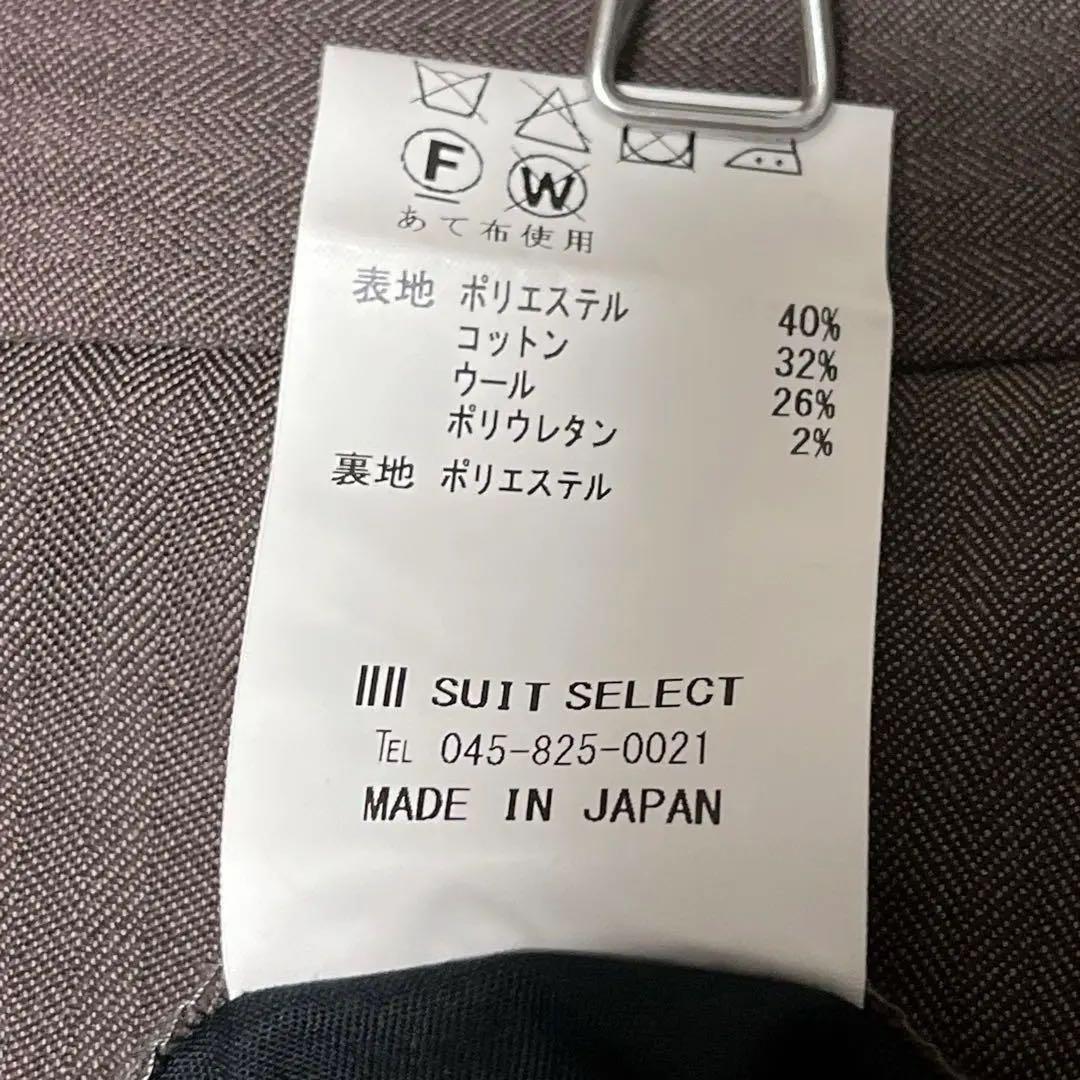 F W
あて布使用
表地 ポリエステル 40%
コットン 32%
ウール 26%
ポリウレタン 2%
裏地 ポリエステル
SUIT SELECT
TEL 045-825-0021
MADE IN JAPAN